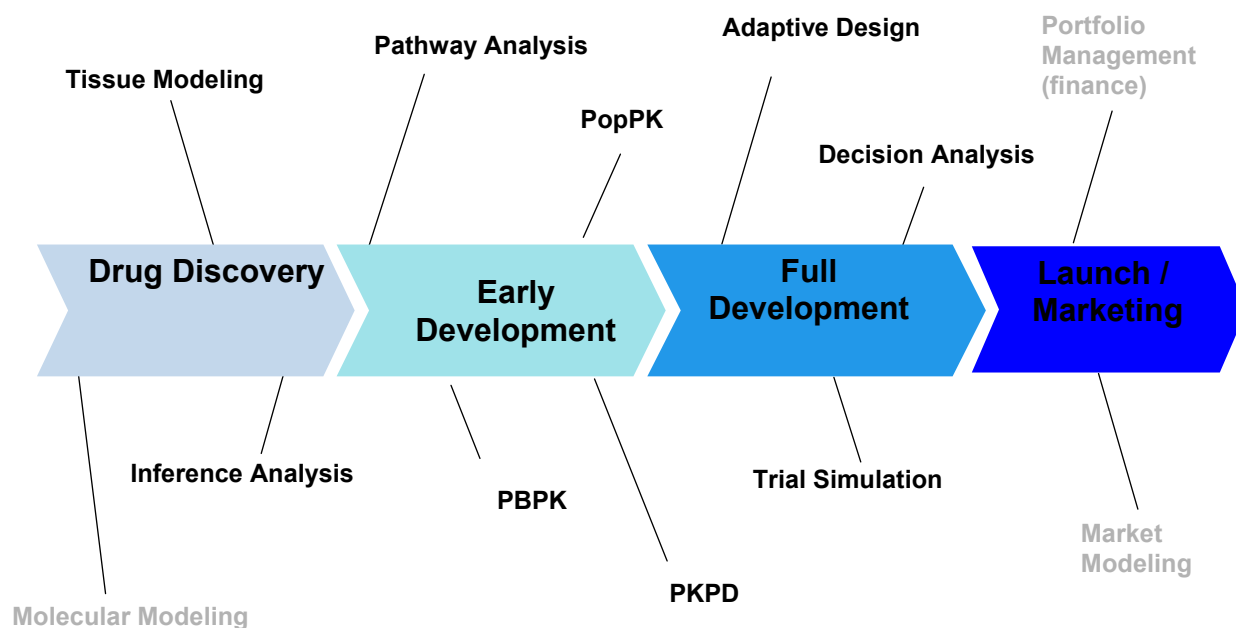 Adaptive Design
Portfolio
Management
(finance)
Pathway Analysis
Tissue Modeling
PopPK
Decision Analysis
Drug Discovery
Early
Development
Full
Development
Launch /
Marketing
Inference Analysis
PBPK
Trial Simulation
Market
Modeling
PKPD
Molecular Modeling